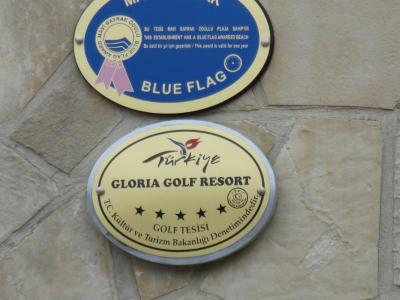 BU TESİS MAVİ BAYRAK ÖDÜLLÜ PLAJA SAHİPTİR
THIS ESTABLISHMENT HAS A BLUE FLAG AWARDED BEACH
Bu ödül bir yıl için geçerlidir / This award is valid for one year
BLUE FLAG
Türkiye
GLORIA GOLF RESORT
GOLF TESİSİ
T.C. Kültür ve Turizm Bakanlığı Denetimindedir.